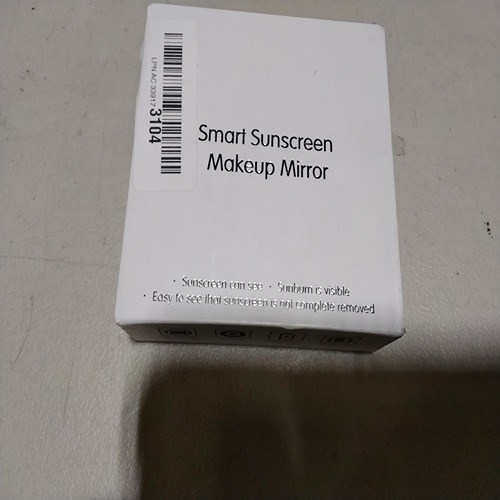 LPNAC33917 3104
Smart Sunscreen
Makeup Mirror
· Sunscreen can see · Sunburn is visible
· Easy to see that sunscreen is not complete removed